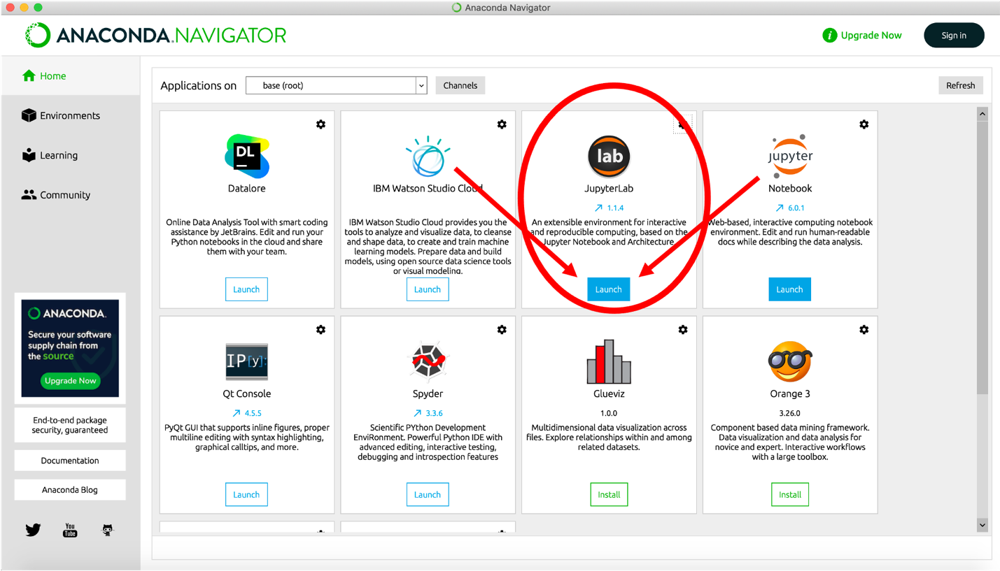 Anaconda Navigator
ANACONDA.NAVIGATOR
Upgrade Now
Sign in
Home
Environments
Learning
Community
ANACONDA.
Secure your software
supply chain from
the source
Upgrade Now
End-to-end package
security, guaranteed
Documentation
Anaconda Blog
You
Tube
Applications on
base (root)
Channels
Refresh
DL
Datalore
Online Data Analysis Tool with smart coding
assistance by JetBrains. Edit and run your
Python notebooks in the cloud and share
them with your team.
Launch
IBM Watson Studio Cloud
IBM Watson Studio Cloud provides you the
tools to analyze and visualize data, to cleanse
and shape data, to create and train machine
learning models. Prepare data and build
models, using open source data science tools
or visual modeling.
Launch
lab
JupyterLab
1.1.4
An extensible environment for interactive
and reproducible computing, based on the
Jupyter Notebook and Architecture.
Launch
jupyter
Notebook
6.0.1
Web-based, interactive computing notebook
environment. Edit and run human-readable
docs while describing the data analysis.
Launch
IP[y]:
Qt Console
4.5.5
PyQt GUI that supports inline figures, proper
multiline editing with syntax highlighting,
graphical calltips, and more.
Launch
Spyder
3.3.6
Scientific PYthon Development
EnviRonment. Powerful Python IDE with
advanced editing, interactive testing,
debugging and introspection features
Launch
Glueviz
1.0.0
Multidimensional data visualization across
files. Explore relationships within and among
related datasets.
Install
Orange 3
3.26.0
Component based data mining framework.
Data visualization and data analysis for
novice and expert. Interactive workflows
with a large toolbox.
Install